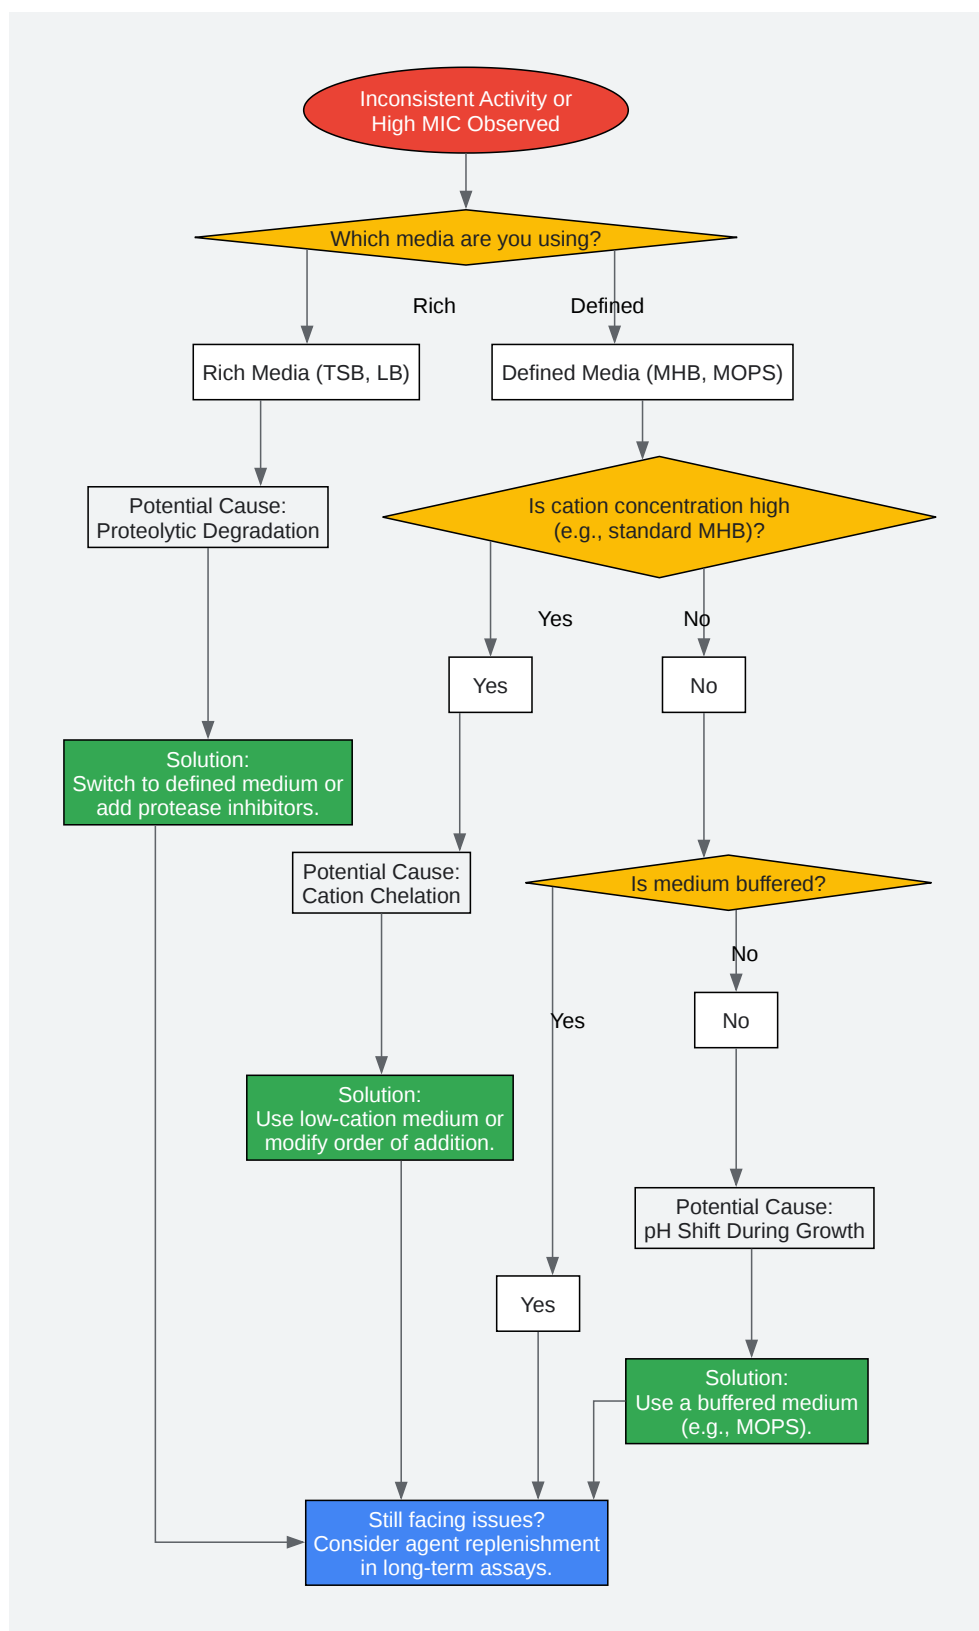 Inconsistent Activity or
High MIC Observed
Which media are you using?
Rich
Defined
Rich Media (TSB, LB)
Defined Media (MHB, MOPS)
Potential Cause:
Proteolytic Degradation
Is cation concentration high
(e.g., standard MHB)?
Yes
No
Yes
No
Solution:
Switch to defined medium or
add protease inhibitors.
Potential Cause:
Cation Chelation
Is medium buffered?
No
Yes
No
Solution:
Use low-cation medium or
modify order of addition.
Potential Cause:
pH Shift During Growth
Yes
Solution:
Use a buffered medium
(e.g., MOPS).
Still facing issues?
Consider agent replenishment
in long-term assays.